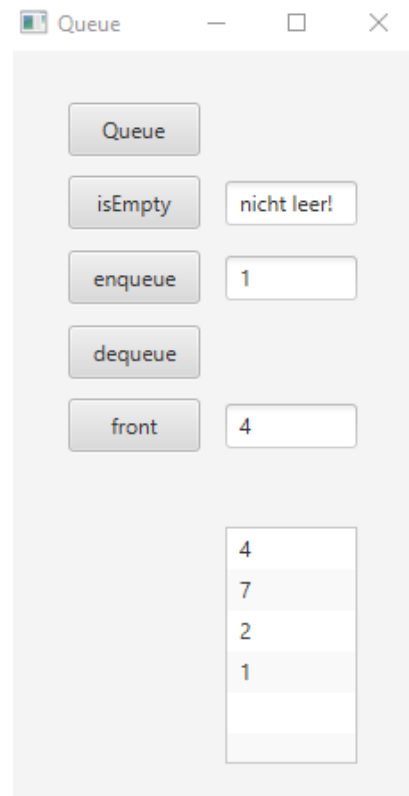 Queue
Queue
isEmpty nicht leer!
enqueue 1
dequeue
front 4
4
7
2
1